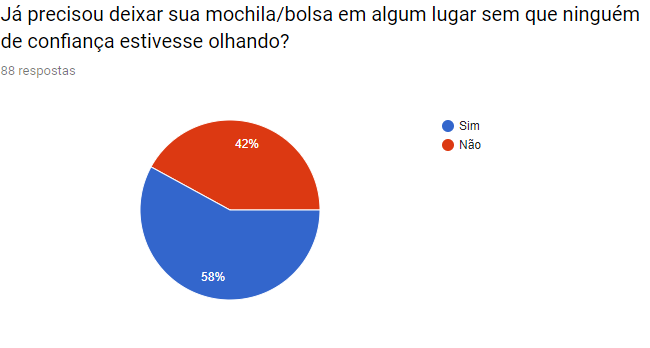 Já precisou deixar sua mochila/bolsa em algum lugar sem que ninguém
de confiança estivesse olhando?
88 respostas
Sim
Não
42%
58%